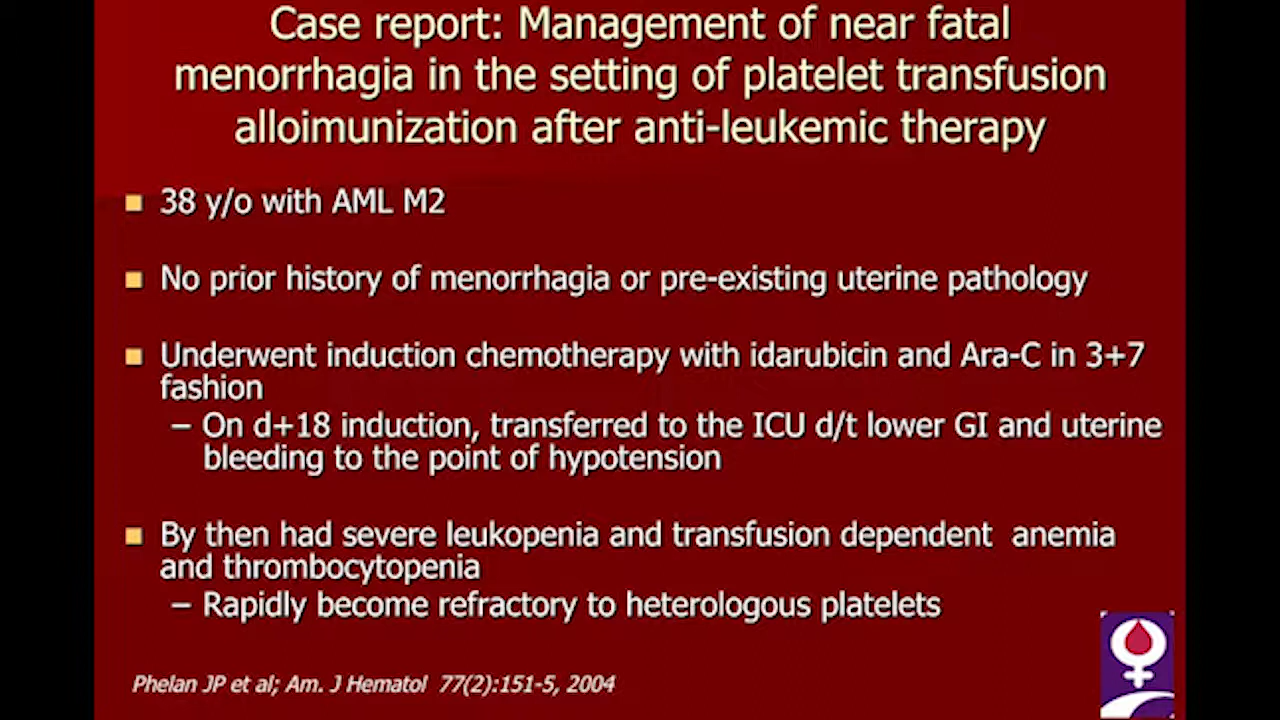 Case report: Management of near fatal
menorrhagia in the setting of platelet transfusion
alloimunization after anti-leukemic therapy
38 y/o with AML M2
No prior history of menorrhagia or pre-existing uterine pathology
Underwent induction chemotherapy with idarubicin and Ara-C in 3+7
fashion
– On d+18 induction, transferred to the ICU d/t lower GI and uterine
bleeding to the point of hypotension
By then had severe leukopenia and transfusion dependent anemia
and thrombocytopenia
– Rapidly become refractory to heterologous platelets
Phelan JP et al; Am. J Hematol 77(2):151-5, 2004